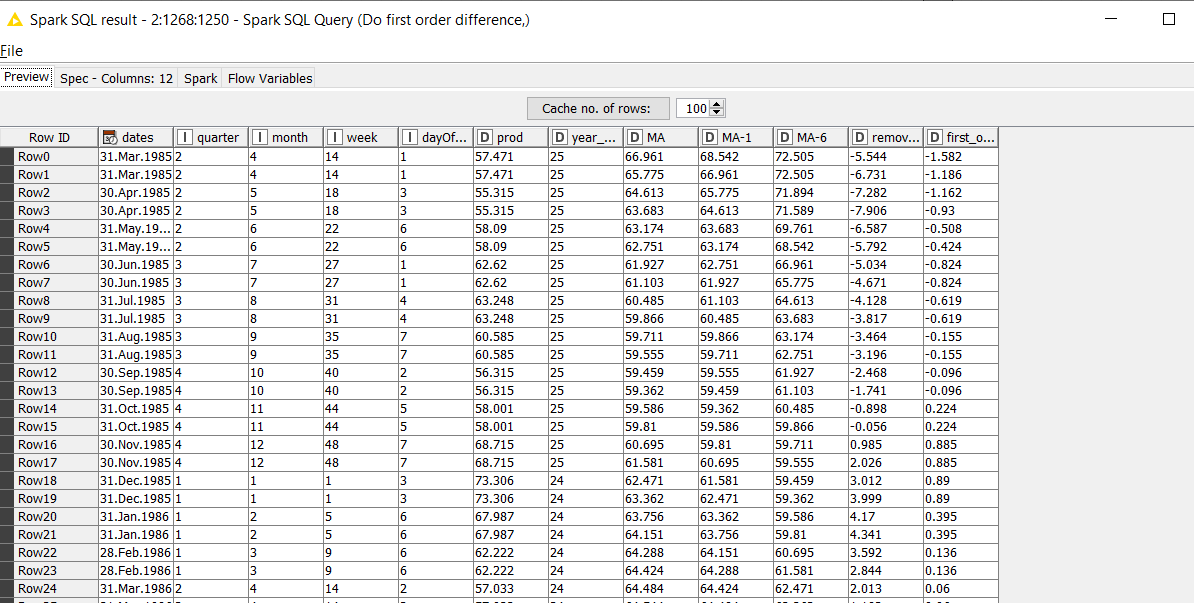 Spark SQL result - 2:1268:1250 - Spark SQL Query (Do first order difference,)
File
Preview Spec - Columns: 12 Spark Flow Variables
Cache no. of rows: 100
Row ID dates I quarter I month I week I dayOf... D prod D year_... D MA D MA-1 D MA-6 D remov... D first_o...
Row0 31.Mar.1985 2 4 14 1 57.471 25 66.961 68.542 72.505 -5.544 -1.582
Row1 31.Mar.1985 2 4 14 1 57.471 25 65.775 66.961 72.505 -6.731 -1.186
Row2 30.Apr.1985 2 5 18 3 55.315 25 64.613 65.775 71.894 -7.282 -1.162
Row3 30.Apr.1985 2 5 18 3 55.315 25 63.683 64.613 71.589 -7.906 -0.93
Row4 31.May.19... 2 6 22 6 58.09 25 63.174 63.683 69.761 -6.587 -0.508
Row5 31.May.19... 2 6 22 6 58.09 25 62.751 63.174 68.542 -5.792 -0.424
Row6 30.Jun.1985 3 7 27 1 62.62 25 61.927 62.751 66.961 -5.034 -0.824
Row7 30.Jun.1985 3 7 27 1 62.62 25 61.103 61.927 65.775 -4.671 -0.824
Row8 31.Jul.1985 3 8 31 4 63.248 25 60.485 61.103 64.613 -4.128 -0.619
Row9 31.Jul.1985 3 8 31 4 63.248 25 59.866 60.485 63.683 -3.817 -0.619
Row10 31.Aug.1985 3 9 35 7 60.585 25 59.711 59.866 63.174 -3.464 -0.155
Row11 31.Aug.1985 3 9 35 7 60.585 25 59.555 59.711 62.751 -3.196 -0.155
Row12 30.Sep.1985 4 10 40 2 56.315 25 59.459 59.555 61.927 -2.468 -0.096
Row13 30.Sep.1985 4 10 40 2 56.315 25 59.362 59.459 61.103 -1.741 -0.096
Row14 31.Oct.1985 4 11 44 5 58.001 25 59.586 59.362 60.485 -0.898 0.224
Row15 31.Oct.1985 4 11 44 5 58.001 25 59.81 59.586 59.866 -0.056 0.224
Row16 30.Nov.1985 4 12 48 7 68.715 25 60.695 59.81 59.711 0.985 0.885
Row17 30.Nov.1985 4 12 48 7 68.715 25 61.581 60.695 59.555 2.026 0.885
Row18 31.Dec.1985 1 1 1 3 73.306 24 62.471 61.581 59.459 3.012 0.89
Row19 31.Dec.1985 1 1 1 3 73.306 24 63.362 62.471 59.362 3.999 0.89
Row20 31.Jan.1986 1 2 5 6 67.987 24 63.756 63.362 59.586 4.17 0.395
Row21 31.Jan.1986 1 2 5 6 67.987 24 64.151 63.756 59.81 4.341 0.395
Row22 28.Feb.1986 1 3 9 6 62.222 24 64.288 64.151 60.695 3.592 0.136
Row23 28.Feb.1986 1 3 9 6 62.222 24 64.424 64.288 61.581 2.844 0.136
Row24 31.Mar.1986 2 4 14 2 57.033 24 64.484 64.424 62.471 2.013 0.06